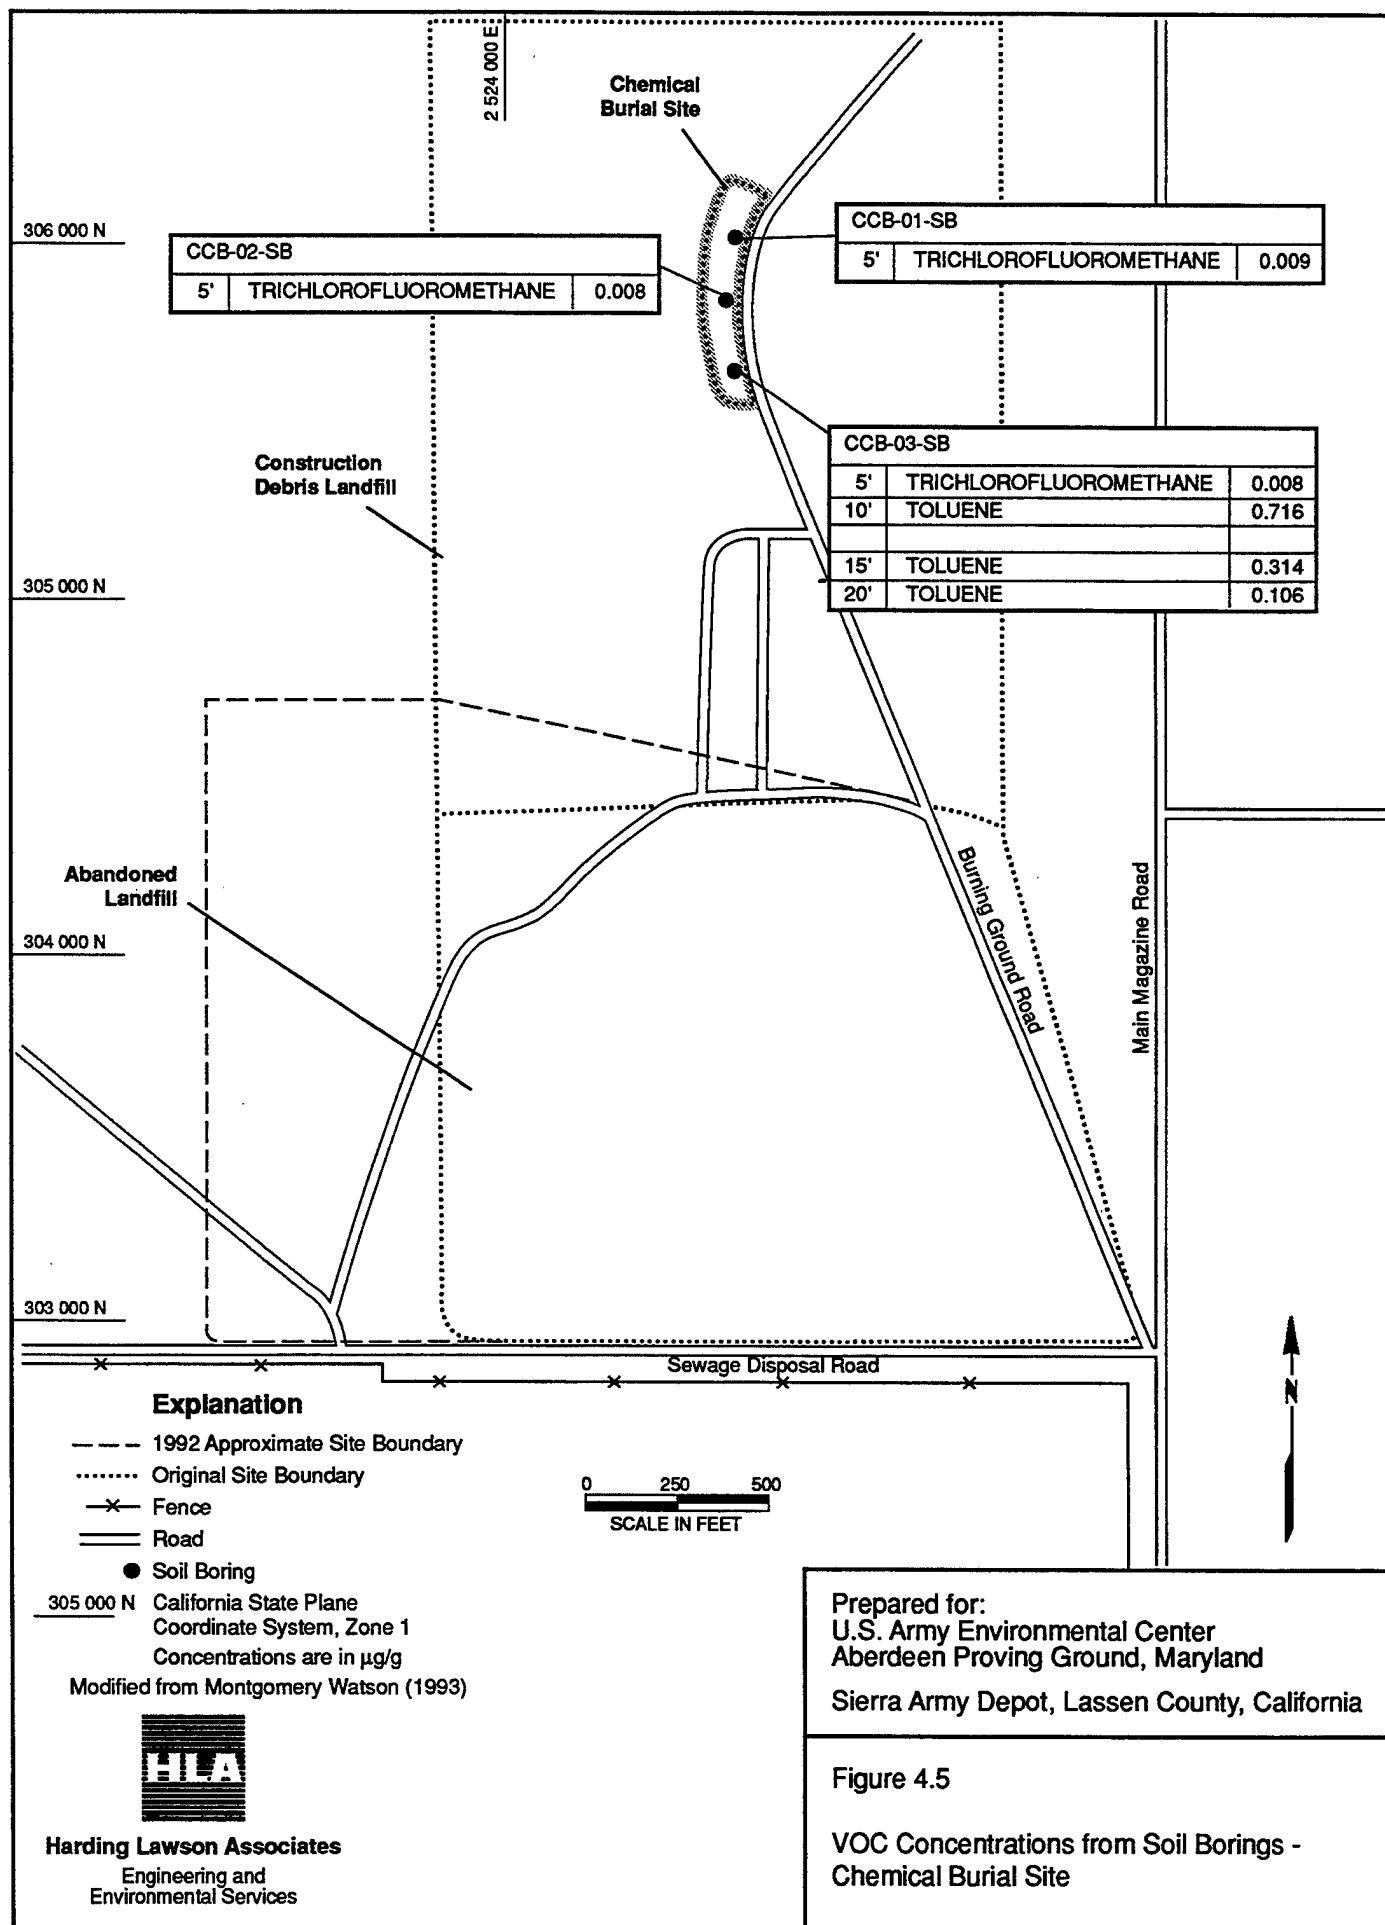 2 524 000 E
Chemical
Burial Site
306 000 N
CCB-01-SB
5' TRICHLOROFLUOROMETHANE 0.009
CCB-02-SB
5' TRICHLOROFLUOROMETHANE 0.008
CCB-03-SB
5' TRICHLOROFLUOROMETHANE 0.008
10' TOLUENE 0.716
15' TOLUENE 0.314
20' TOLUENE 0.106
Construction
Debris Landfill
305 000 N
Abandoned
Landfill
304 000 N
Burning Ground Road
Main Magazine Road
303 000 N
Sewage Disposal Road
Explanation
1992 Approximate Site Boundary
Original Site Boundary
Fence
Road
Soil Boring
305 000 N California State Plane
Coordinate System, Zone 1
Concentrations are in µg/g
Modified from Montgomery Watson (1993)
0 250 500
SCALE IN FEET
N
HLA
Harding Lawson Associates
Engineering and
Environmental Services
Prepared for:
U.S. Army Environmental Center
Aberdeen Proving Ground, Maryland
Sierra Army Depot, Lassen County, California
Figure 4.5
VOC Concentrations from Soil Borings -
Chemical Burial Site